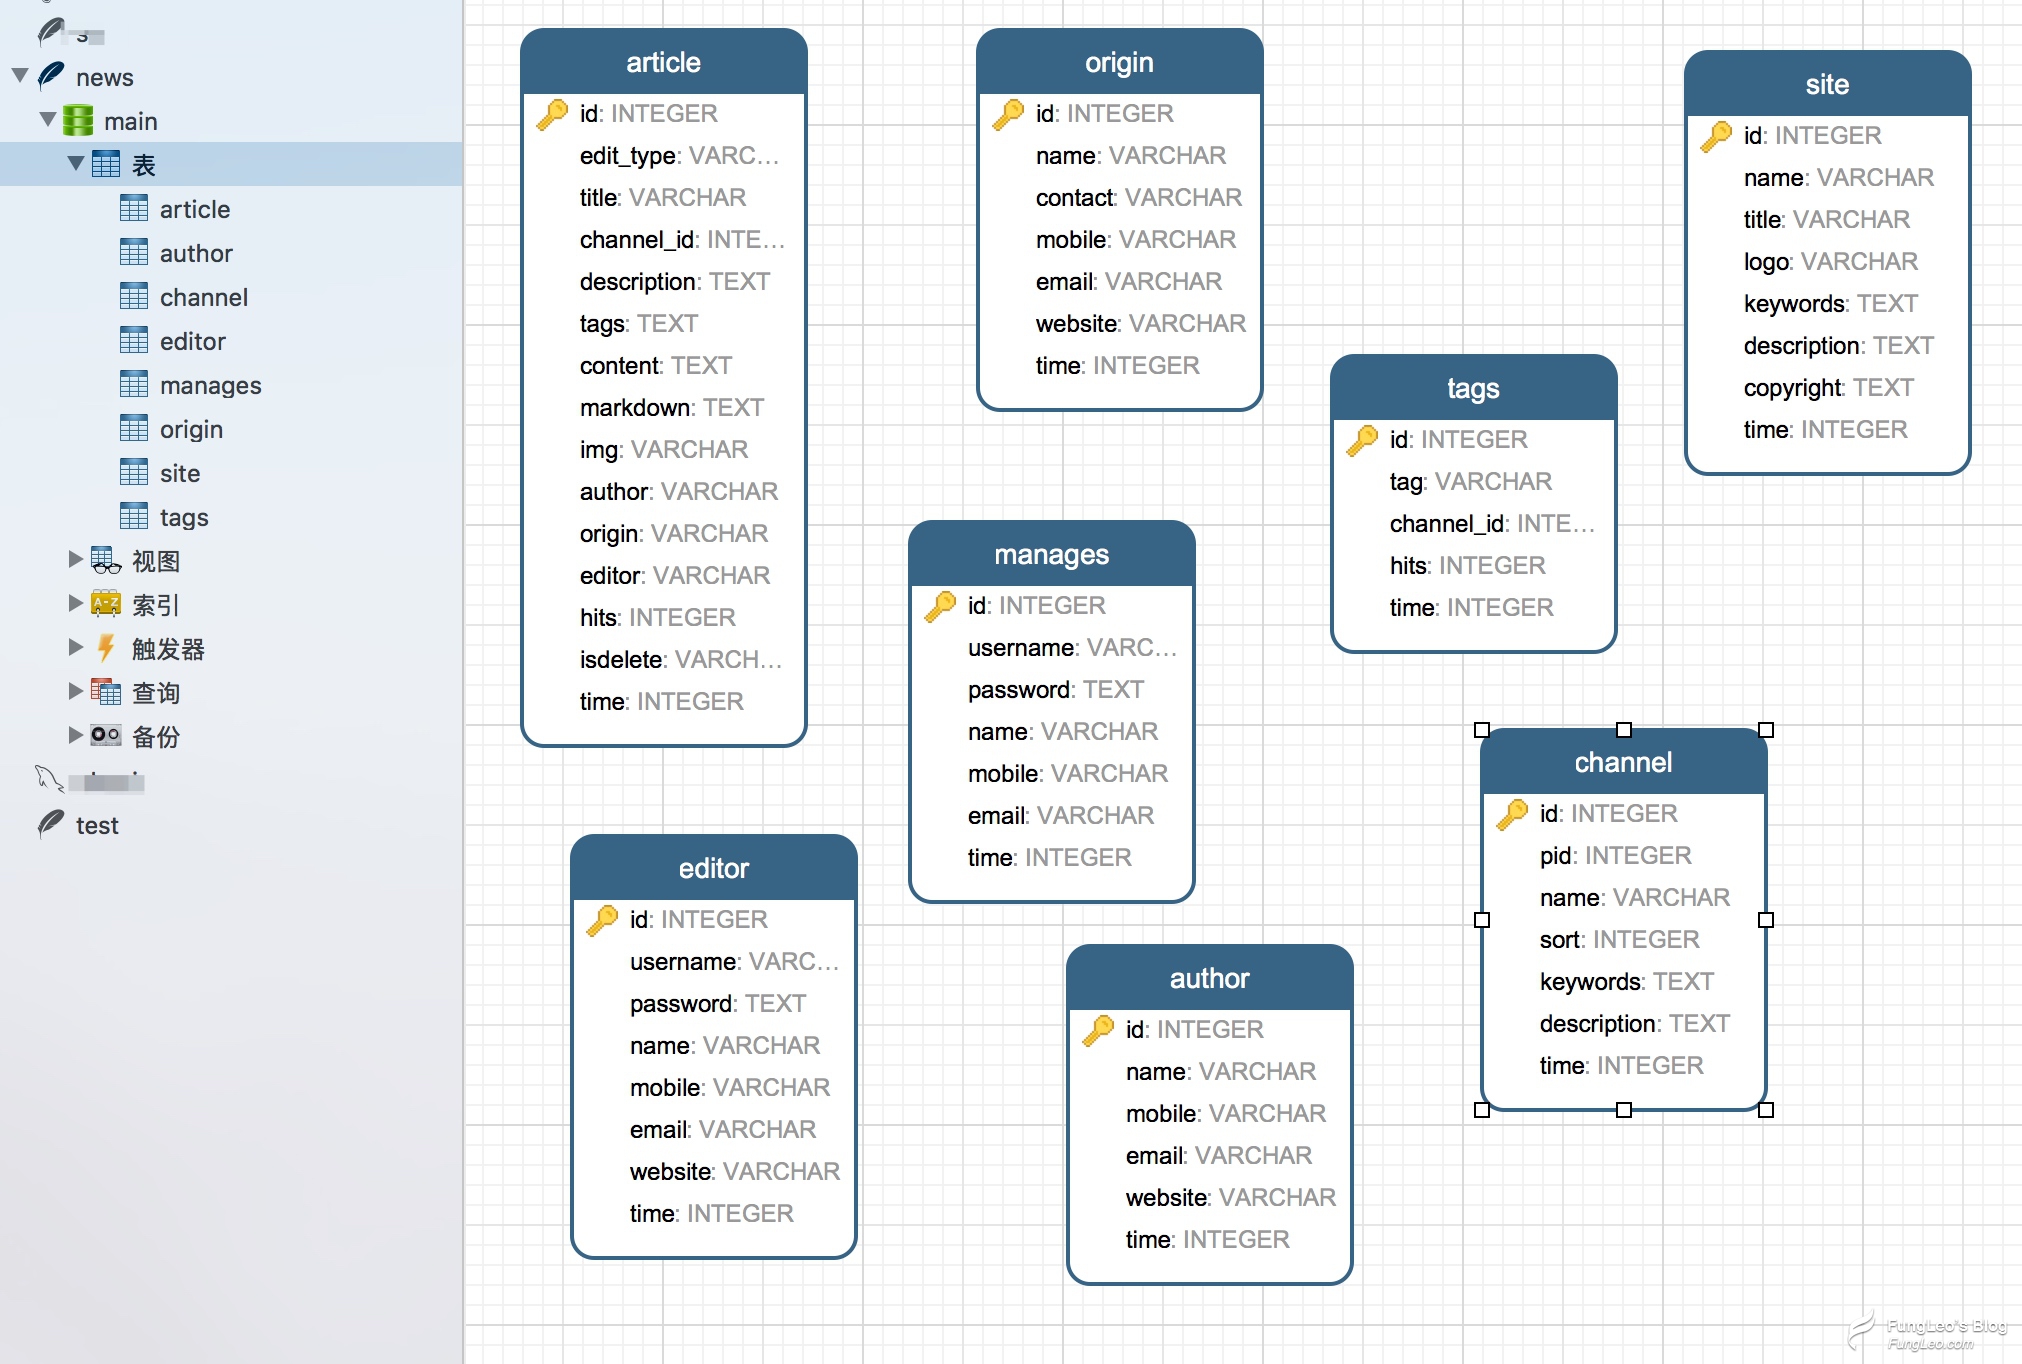 news
main
表
article
author
channel
editor
manages
origin
site
tags
视图
索引
触发器
查询
备份
test
article
id: INTEGER
edit_type: VARC...
title: VARCHAR
channel_id: INTE...
description: TEXT
tags: TEXT
content: TEXT
markdown: TEXT
img: VARCHAR
author: VARCHAR
origin: VARCHAR
editor: VARCHAR
hits: INTEGER
isdelete: VARCH...
time: INTEGER
origin
id: INTEGER
name: VARCHAR
contact: VARCHAR
mobile: VARCHAR
email: VARCHAR
website: VARCHAR
time: INTEGER
site
id: INTEGER
name: VARCHAR
title: VARCHAR
logo: VARCHAR
keywords: TEXT
description: TEXT
copyright: TEXT
time: INTEGER
tags
id: INTEGER
tag: VARCHAR
channel_id: INTE...
hits: INTEGER
time: INTEGER
manages
id: INTEGER
username: VARC...
password: TEXT
name: VARCHAR
mobile: VARCHAR
email: VARCHAR
time: INTEGER
channel
id: INTEGER
pid: INTEGER
name: VARCHAR
sort: INTEGER
keywords: TEXT
description: TEXT
time: INTEGER
editor
id: INTEGER
username: VARC...
password: TEXT
name: VARCHAR
mobile: VARCHAR
email: VARCHAR
website: VARCHAR
time: INTEGER
author
id: INTEGER
name: VARCHAR
mobile: VARCHAR
email: VARCHAR
website: VARCHAR
time: INTEGER
FungLeo's Blog
FungLeo.com